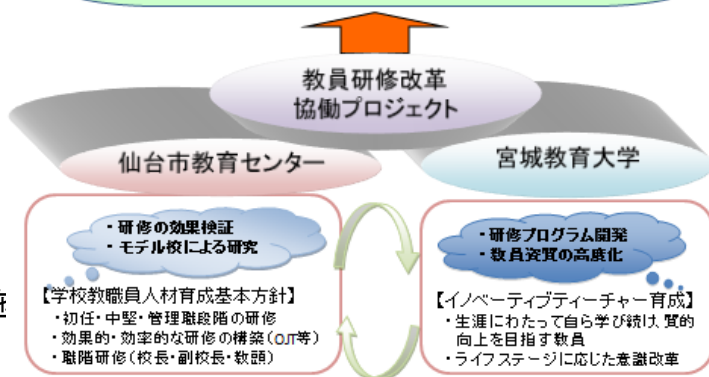 教員研修改革
協働プロジェクト
仙台市教育センター
宮城教育大学
・研修の効果検証
・モデル校による研究
【学校教職員人材育成基本方針】
・初任・中堅・管理職段階の研修
・効果的・効率的な研修の構築(OJT等)
・職階研修(校長・副校長・教頭)
・研修プログラム開発
・教員資質の高度化
【イノベーティブティーチャー育成】
・生涯にわたって自ら学び続け、質的
向上を目指す教員
・ライフステージに応じた意識改革